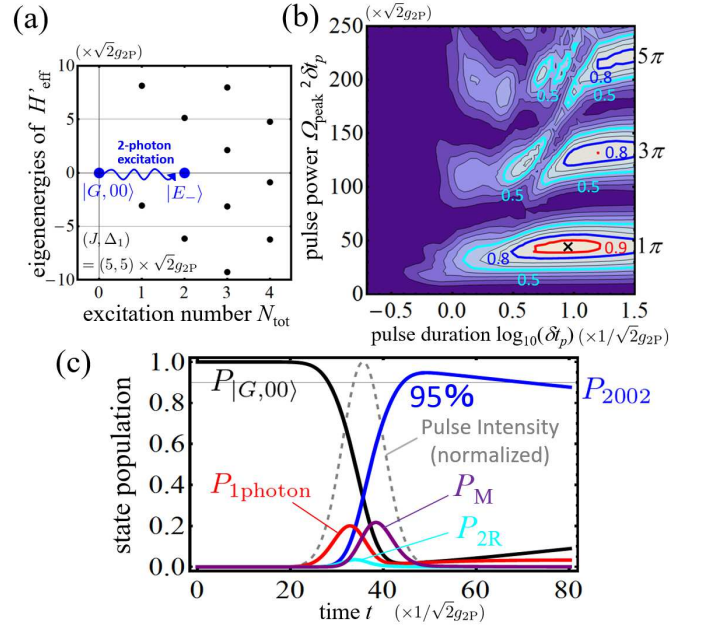 (a)
(×√2g₂P)
eigenenergies of H'eff
10
5
0
−5
−10
2-photon
excitation
|G,00⟩
|E₋⟩
(J,Δ₁)
= (5,5) × √2g₂P
0 1 2 3 4
excitation number Ntot
(b)
(×√2g₂P)
pulse power Ωpeak ²δtp
250
200
150
100
50
0
0.8
0.5
0.5
5π
0.8
0.5
0.5
3π
0.9
0.8
0.5
1π
−0.5 0.0 0.5 1.0 1.5
pulse duration log₁₀(δtp) (×1/√2g₂P)
(c)
state population
1.0
0.8
0.6
0.4
0.2
0.0
P|G,00⟩
95%
P2002
Pulse Intensity
(normalized)
P1photon
PM
P2R
0 20 40 60 80
time t (×1/√2g₂P)